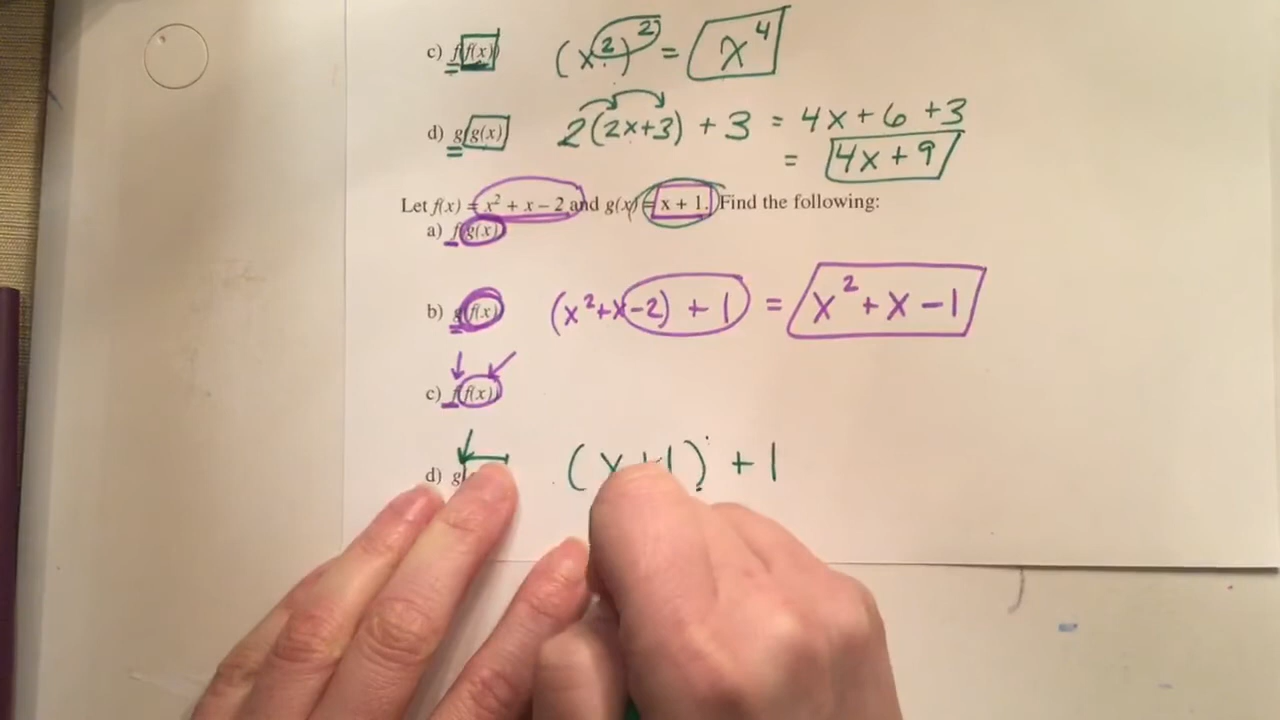 c) f(f(x)) (x²)² = x⁴
d) g(g(x)) 2(2x+3) + 3 = 4x + 6 + 3
= 4x + 9
Let f(x) = x² + x – 2 and g(x) = x + 1. Find the following:
a) f(g(x))
b) g(f(x)) (x²+x-2) + 1 = x² + x - 1
c) f(f(x))
d) g( (x+1) + 1